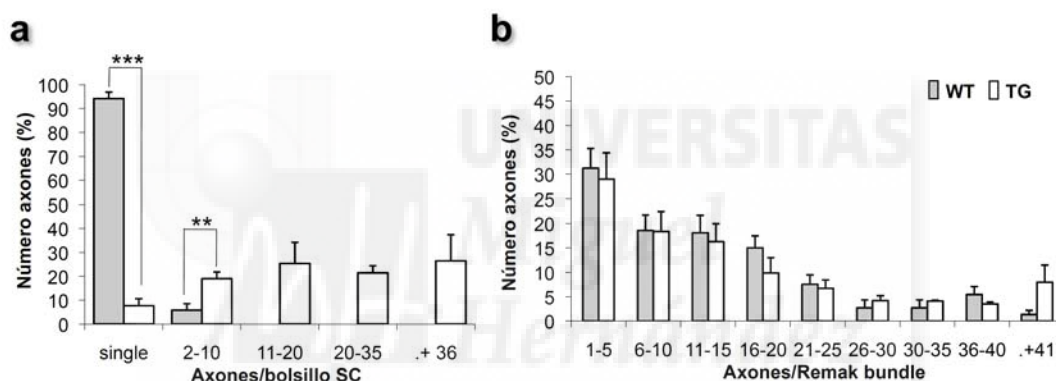 a
***
**
Número axones (%)
100
90
80
70
60
50
40
30
20
10
0
single 2-10 11-20 20-35 .+ 36
Axones/bolsillo SC
b
WT TG
Número axones (%)
50
45
40
35
30
25
20
15
10
5
0
1-5 6-10 11-15 16-20 21-25 26-30 30-35 36-40 .+41
Axones/Remak bundle
UNIVERSITAS
Miguel
Hernández